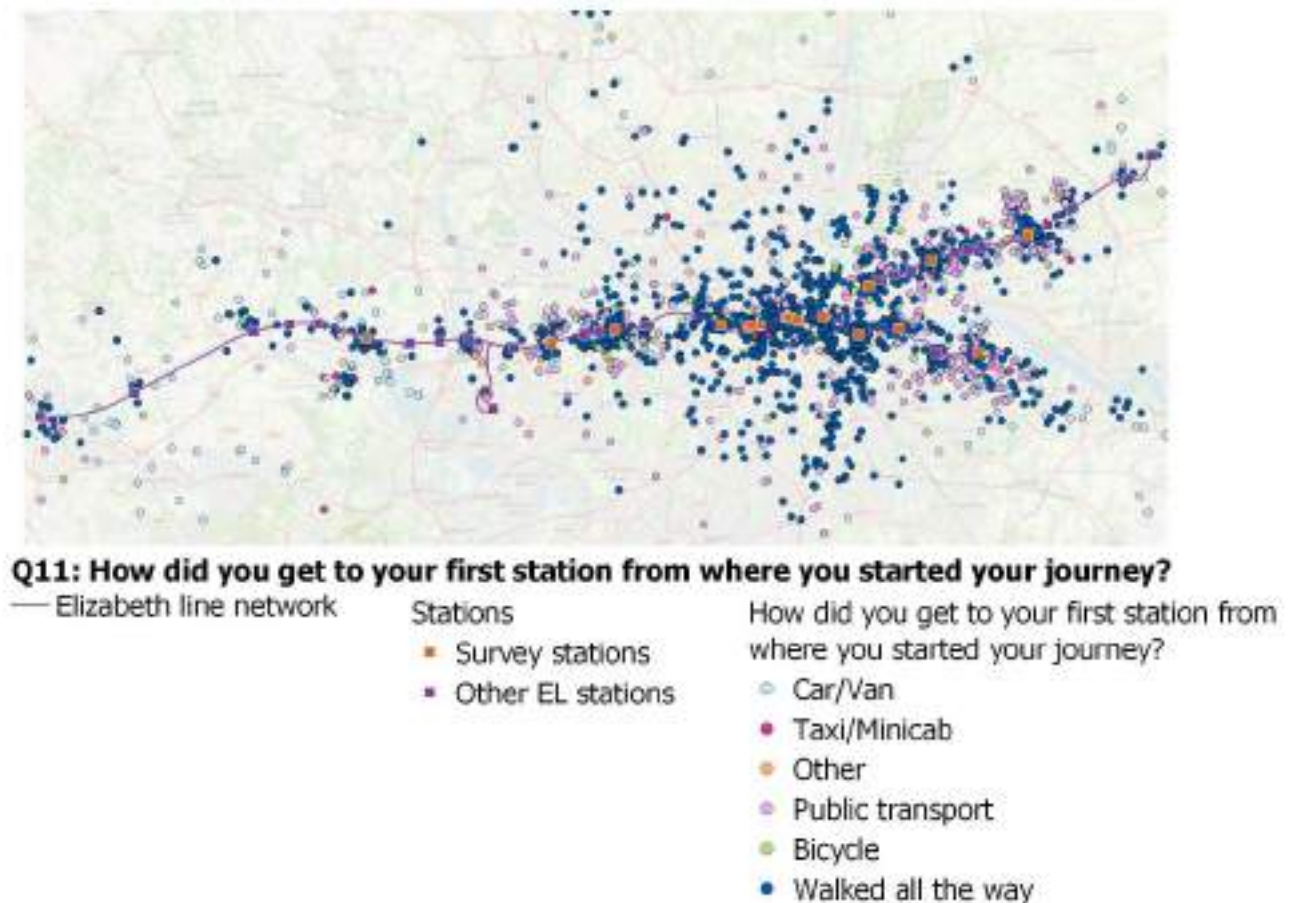 Q11: How did you get to your first station from where you started your journey?
Elizabeth line network
Stations
Survey stations
Other EL stations
How did you get to your first station from
where you started your journey?
Car/Van
Taxi/Minicab
Other
Public transport
Bicycle
Walked all the way